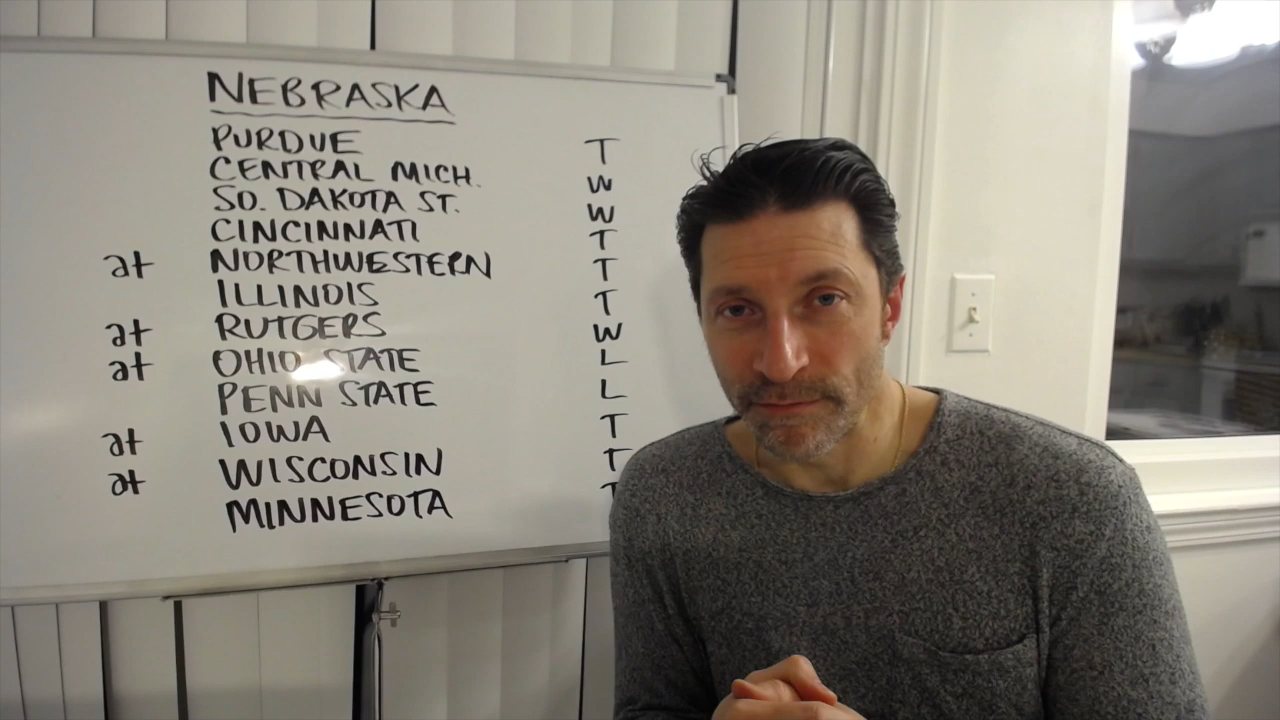 NEBRASKA
PURDUE T
CENTRAL MICH. W
SO. DAKOTA ST. W
CINCINNATI T
at NORTHWESTERN T
ILLINOIS T
at RUTGERS W
at OHIO STATE L
PENN STATE L
at IOWA T
at WISCONSIN T
MINNESOTA T